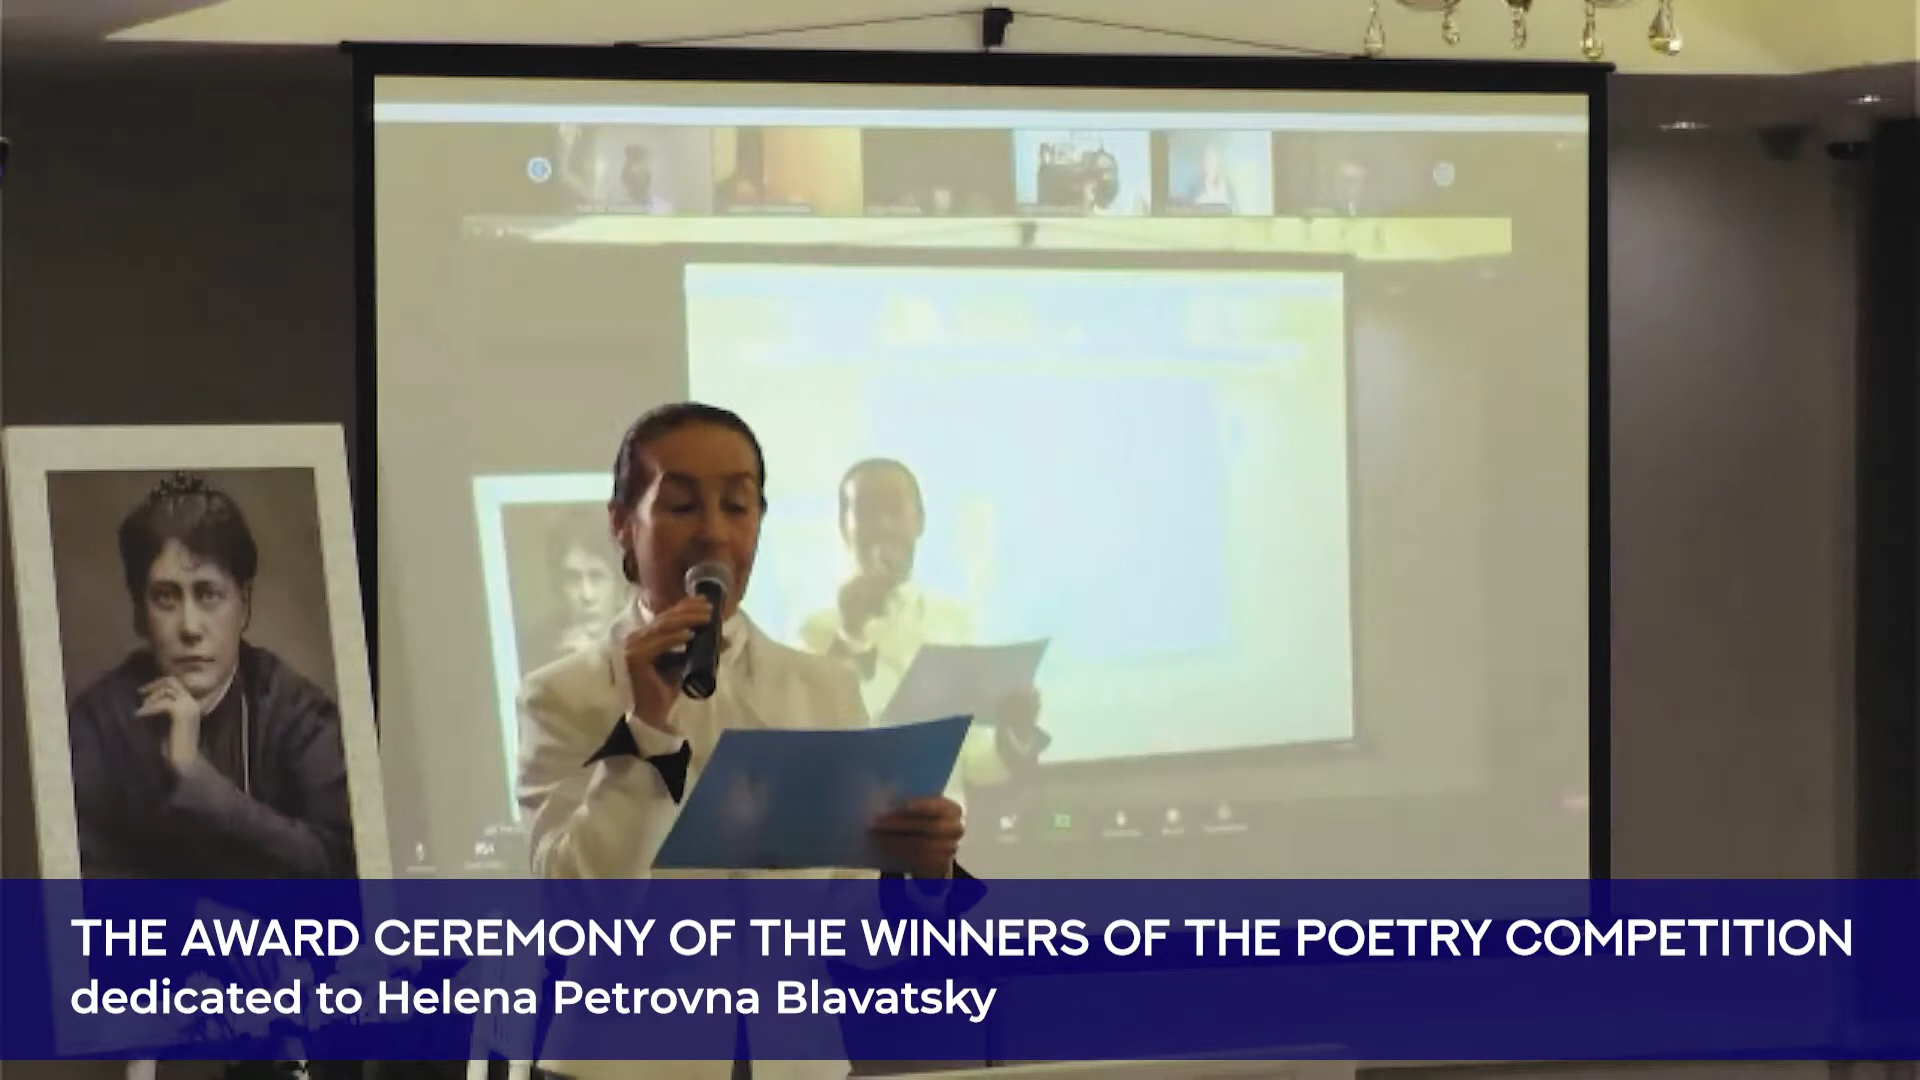 THE AWARD CEREMONY OF THE WINNERS OF THE POETRY COMPETITION
dedicated to Helena Petrovna Blavatsky